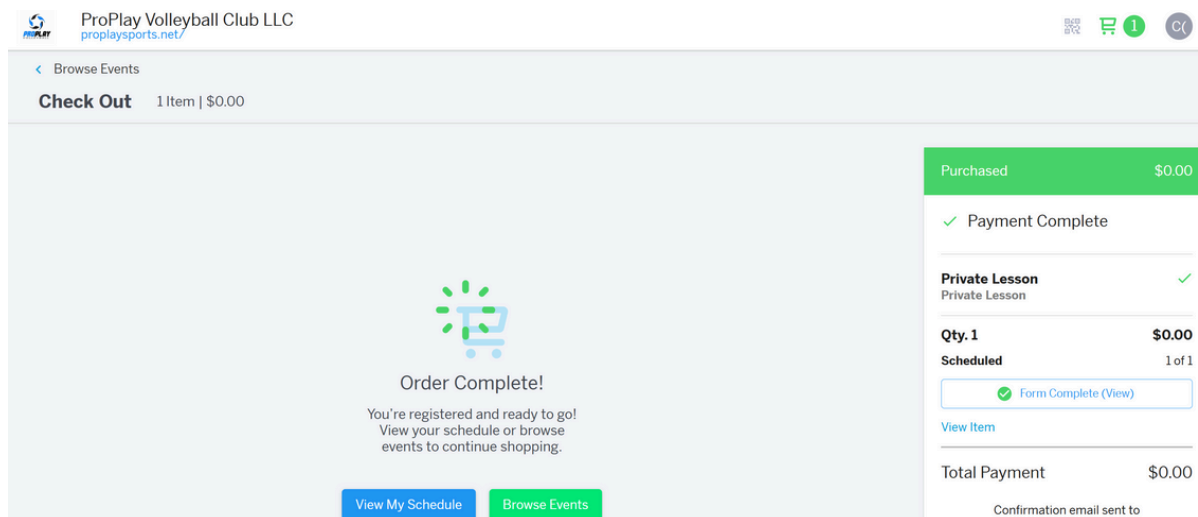 PROPLAY
ProPlay Volleyball Club LLC
proplaysports.net/
1
C(
Browse Events
Check Out 1 Item | $0.00
Purchased $0.00
Payment Complete
Private Lesson
Private Lesson
Qty. 1 $0.00
Scheduled 1 of 1
Form Complete (View)
View Item
Total Payment $0.00
Confirmation email sent to
Order Complete!
You're registered and ready to go!
View your schedule or browse
events to continue shopping.
View My Schedule Browse Events